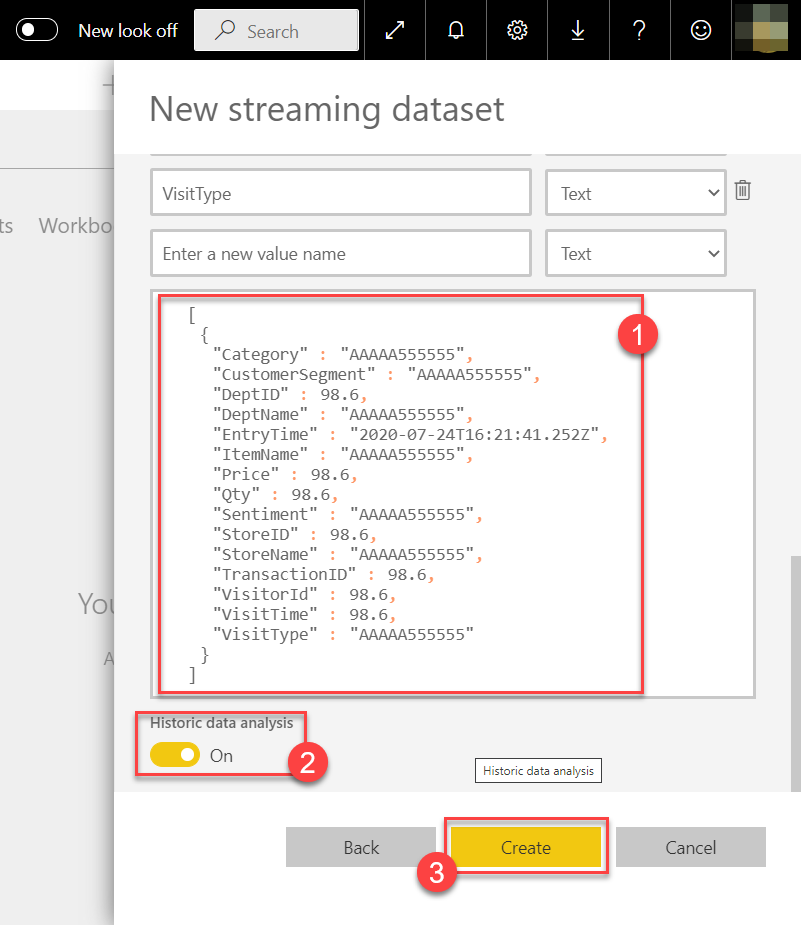 New look off
Search
?
New streaming dataset
ts
Workbo
VisitType
Text
Enter a new value name
Text
[
{
"Category" : "AAAAA555555",
"CustomerSegment" : "AAAAA555555",
"DeptID" : 98.6,
"DeptName" : "AAAAA555555",
"EntryTime" : "2020-07-24T16:21:41.252Z",
"ItemName" : "AAAAA555555",
"Price" : 98.6,
"Qty" : 98.6,
"Sentiment" : "AAAAA555555",
"StoreID" : 98.6,
"StoreName" : "AAAAA555555",
"TransactionID" : 98.6,
"VisitorId" : 98.6,
"VisitTime" : 98.6,
"VisitType" : "AAAAA555555"
}
]
1
You
A
Historic data analysis
On
2
Historic data analysis
Back
Create
Cancel
3